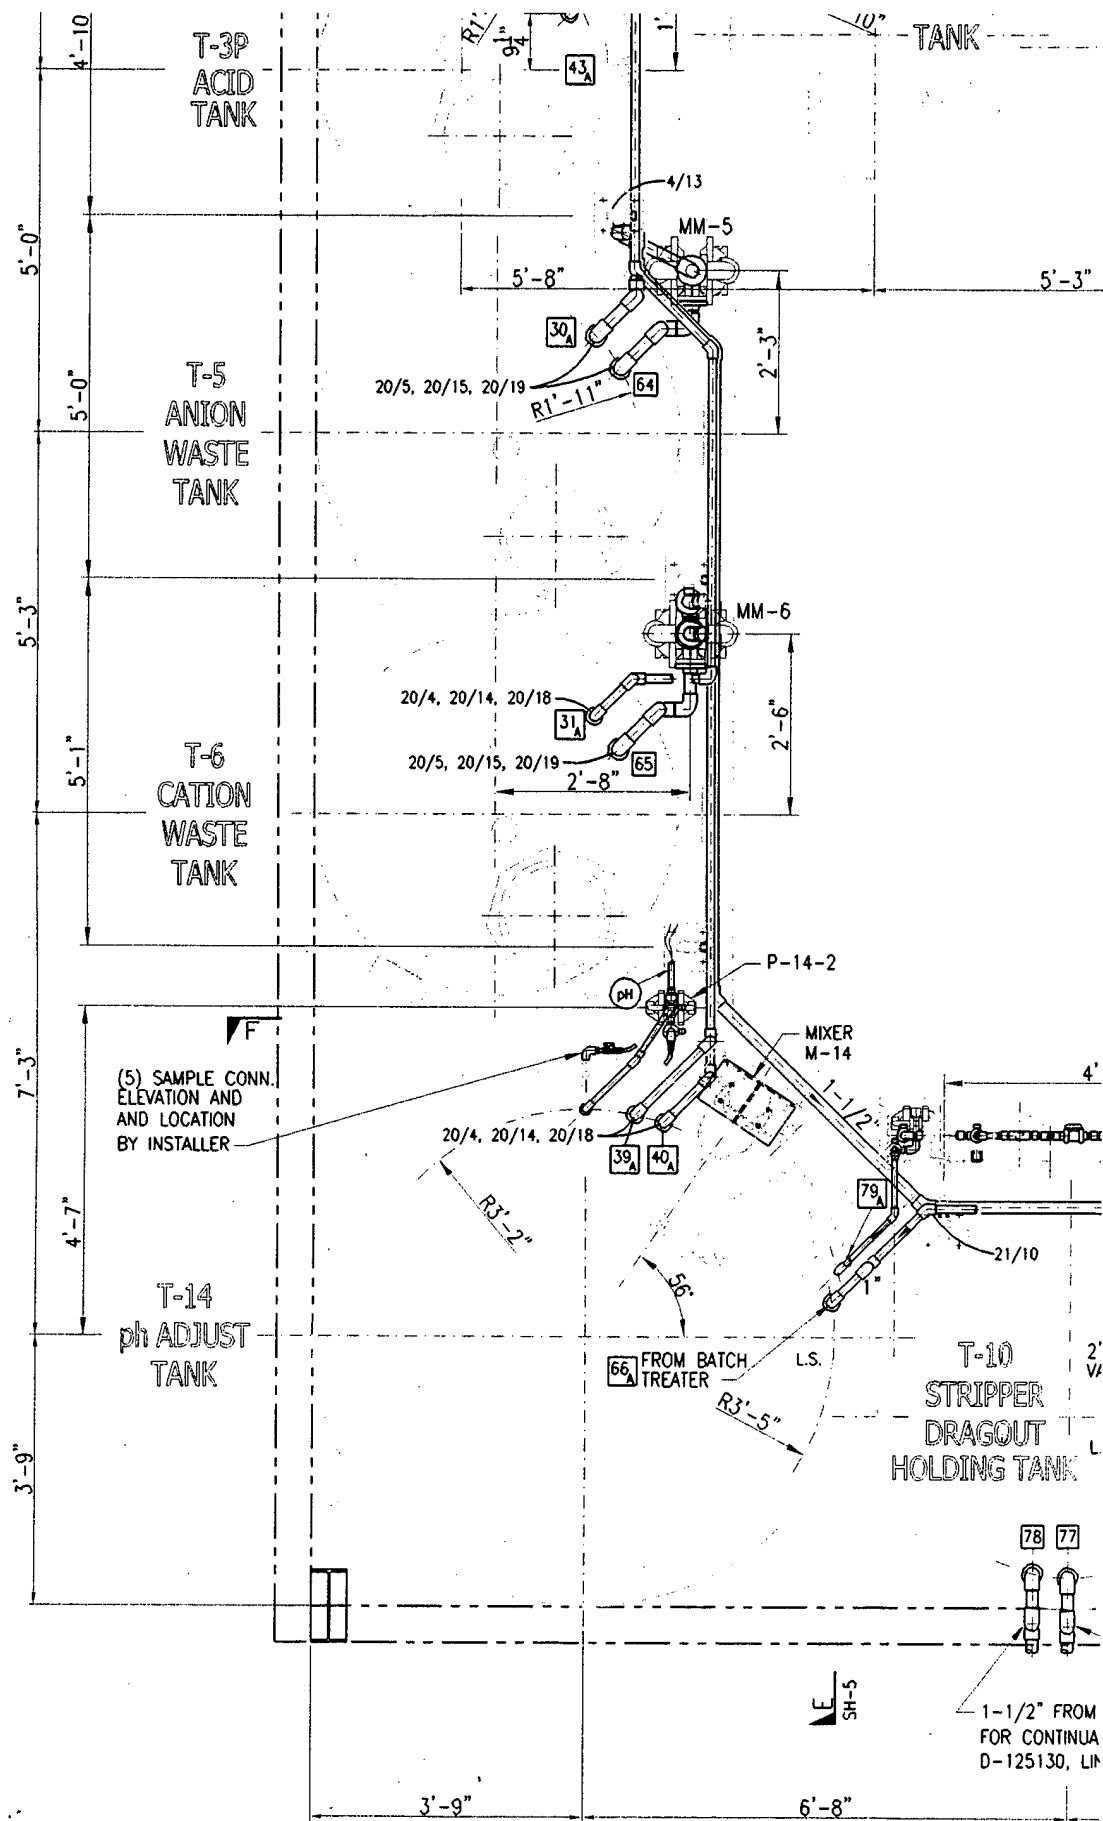 4'-10
T-3P
ACID
TANK
R1'
9 1/4"
43A
1'
10"
TANK
4/13
MM-5
5'-0"
5'-8"
5'-3"
30A
20/5, 20/15, 20/19
64
R1'-11"
2'-3"
5'-0"
T-5
ANION
WASTE
TANK
MM-6
5'-3"
20/4, 20/14, 20/18
31A
20/5, 20/15, 20/19
65
2'-8"
2'-6"
5'-1"
T-6
CATION
WASTE
TANK
P-14-2
pH
F
MIXER
M-14
7'-3"
(5) SAMPLE CONN.
ELEVATION AND
AND LOCATION
BY INSTALLER
1-1/2"
4'
20/4, 20/14, 20/18
39A
40A
79A
4'-7"
R3'-2"
21/10
56°
1"
T-14
ph ADJUST
TANK
66A
FROM BATCH
TREATER
L.S.
T-10
STRIPPER
DRAGOUT
HOLDING TANK
2'
VA
L
R3'-5"
3'-9"
78
77
E
SH-5
1-1/2" FROM
FOR CONTINUA
D-125130, LIN
3'-9"
6'-8"